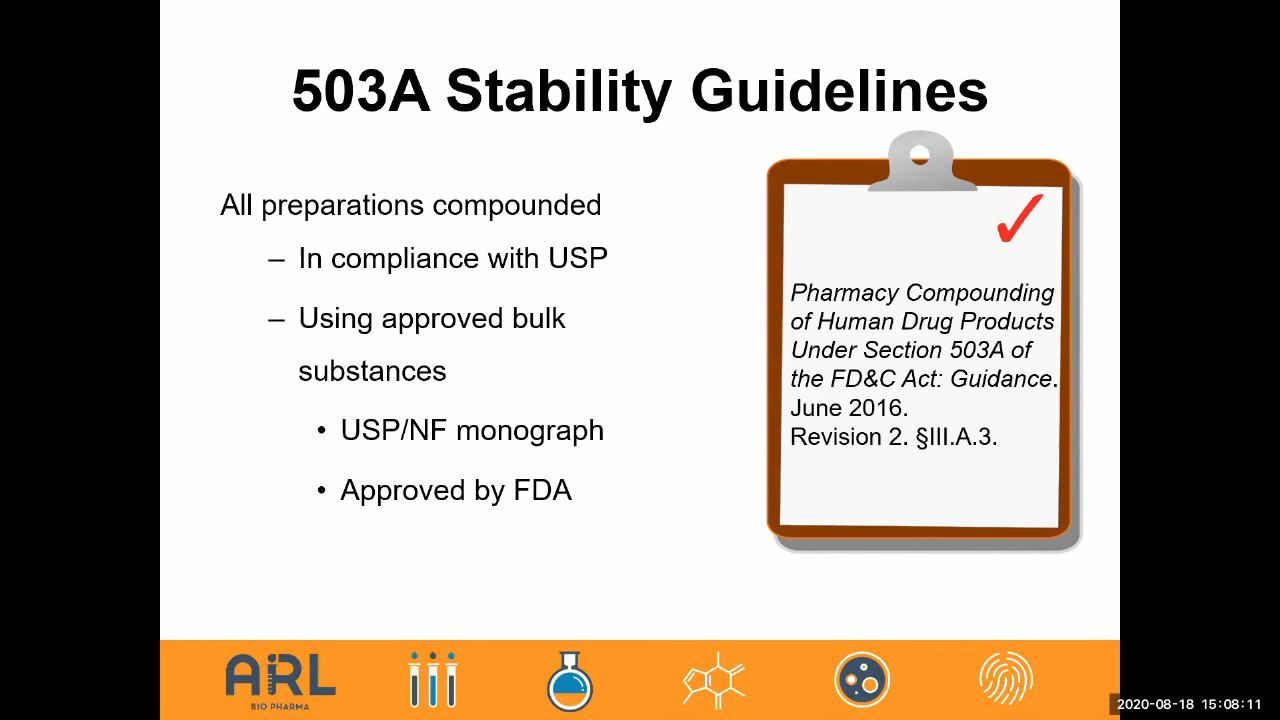 503A Stability Guidelines
All preparations compounded
– In compliance with USP
– Using approved bulk
substances
• USP/NF monograph
• Approved by FDA
✓
Pharmacy Compounding
of Human Drug Products
Under Section 503A of
the FD&C Act: Guidance.
June 2016.
Revision 2. §III.A.3.
ARL
BIO PHARMA
2020-08-18 15:08:11